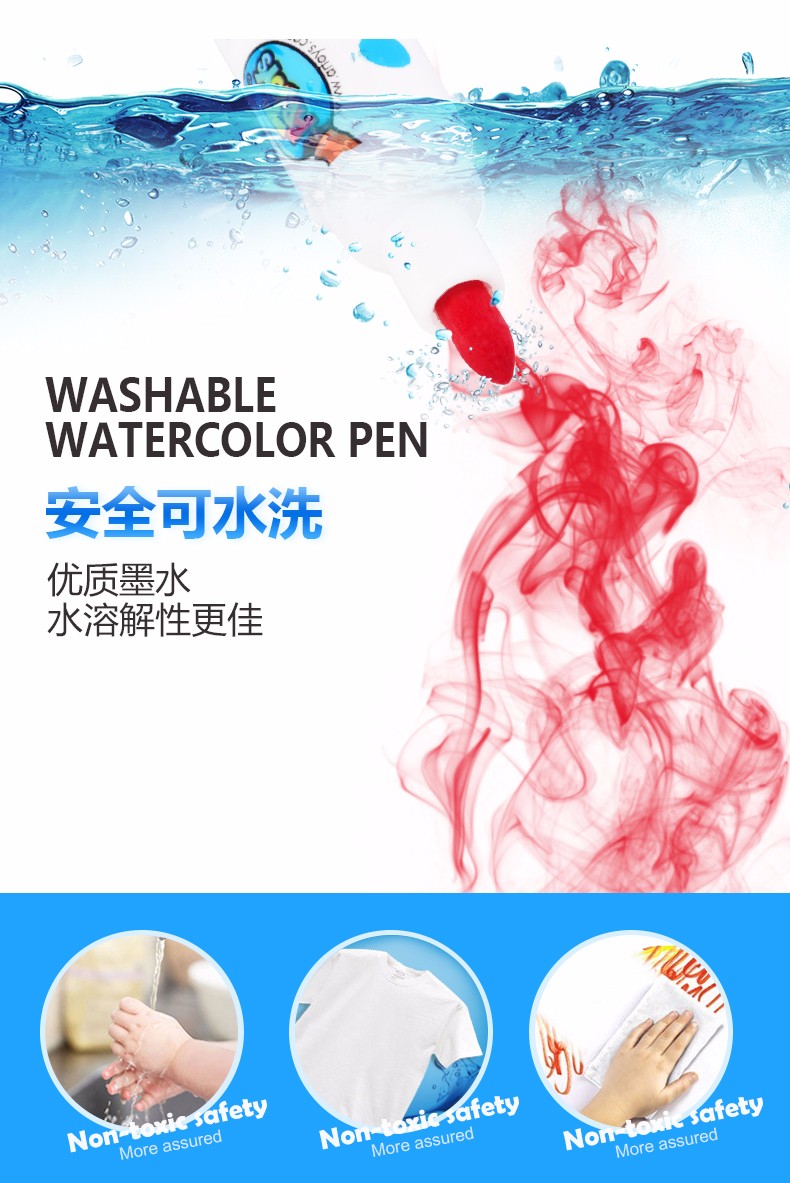 WASHABLE
WATERCOLOR PEN
安全可水洗
优质墨水
水溶解性更佳
Non-toxic safety
More assured
Non-toxic safety
More assured
Non-toxic safety
More assured